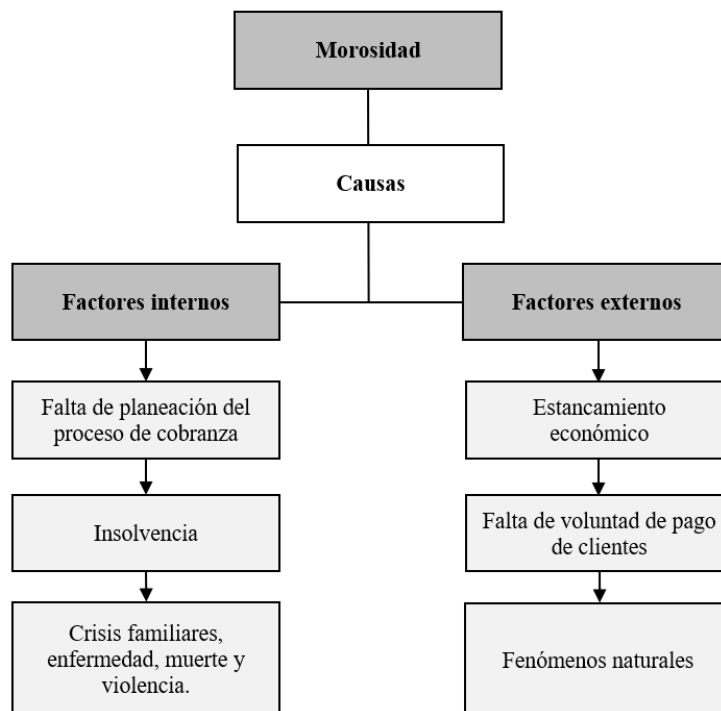 Morosidad
Causas
Factores internos
Factores externos
Falta de planeación del
proceso de cobranza
Estancamiento
económico
Insolvencia
Falta de voluntad de pago
de clientes
Crisis familiares,
enfermedad, muerte y
violencia.
Fenómenos naturales